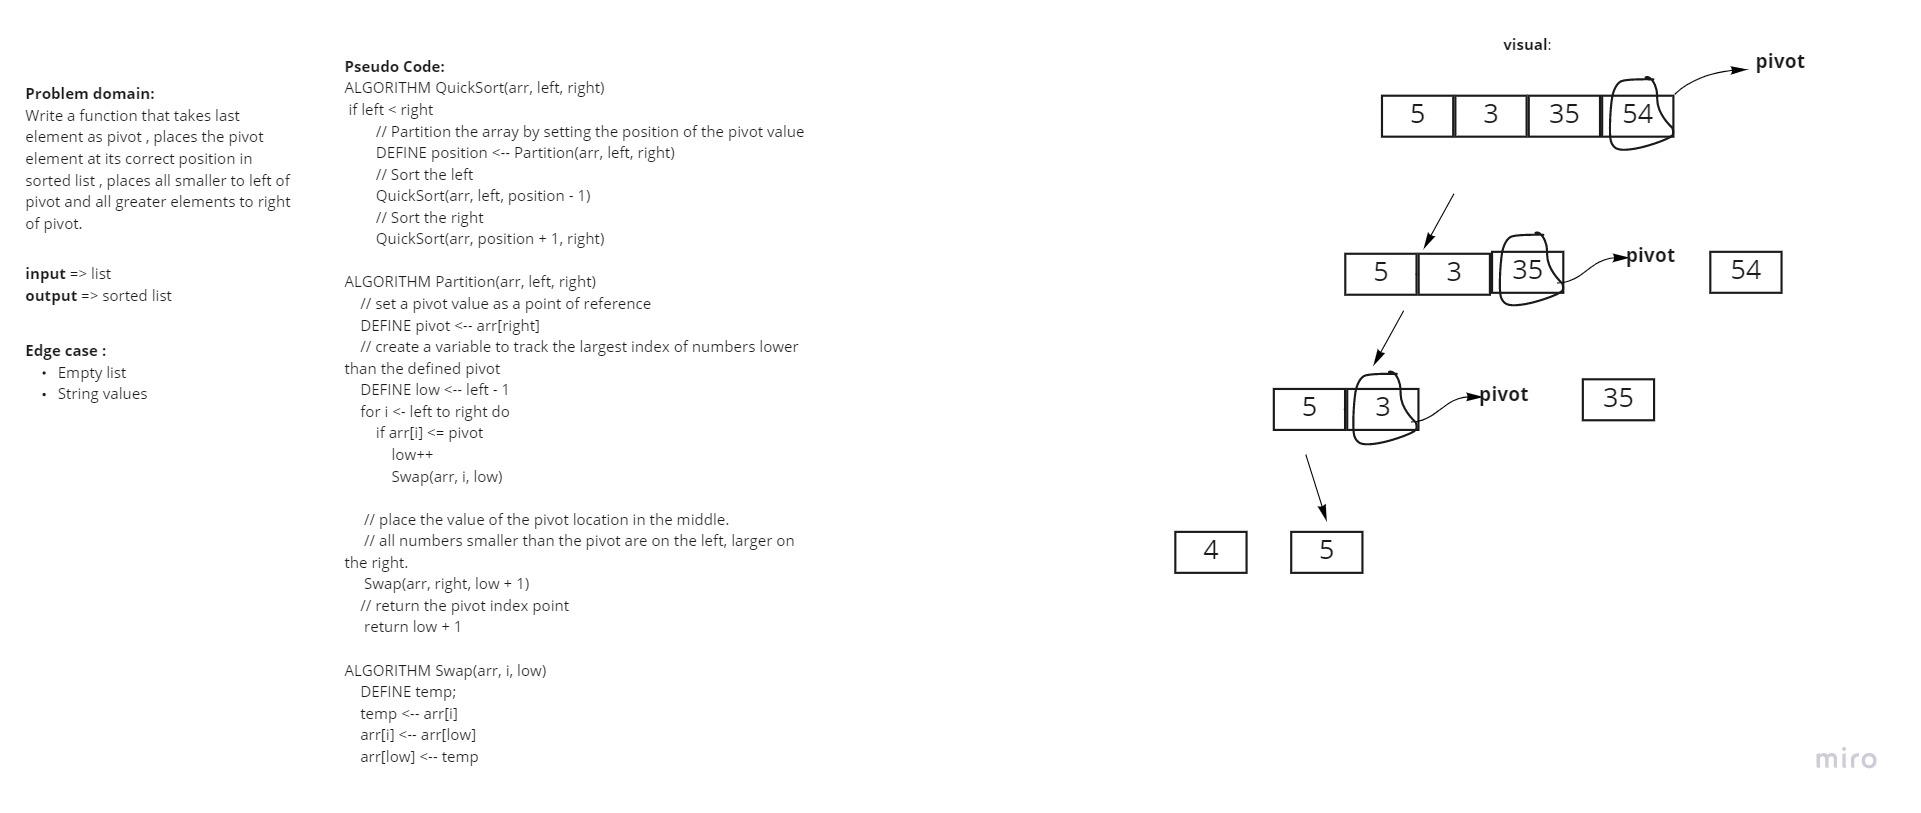 Problem domain:
Write a function that takes last
element as pivot , places the pivot
element at its correct position in
sorted list , places all smaller to left of
pivot and all greater elements to right
of pivot.
input => list
output => sorted list
Edge case :
• Empty list
• String values
Pseudo Code:
ALGORITHM QuickSort(arr, left, right)
if left < right
// Partition the array by setting the position of the pivot value
DEFINE position <-- Partition(arr, left, right)
// Sort the left
QuickSort(arr, left, position - 1)
// Sort the right
QuickSort(arr, position + 1, right)
ALGORITHM Partition(arr, left, right)
// set a pivot value as a point of reference
DEFINE pivot <-- arr[right]
// create a variable to track the largest index of numbers lower
than the defined pivot
DEFINE low <-- left - 1
for i <- left to right do
if arr[i] <= pivot
low++
Swap(arr, i, low)
// place the value of the pivot location in the middle.
// all numbers smaller than the pivot are on the left, larger on
the right.
Swap(arr, right, low + 1)
// return the pivot index point
return low + 1
ALGORITHM Swap(arr, i, low)
DEFINE temp;
temp <-- arr[i]
arr[i] <-- arr[low]
arr[low] <-- temp
visual:
pivot
5 3 35 54
5 3 35 pivot 54
5 3 pivot 35
4 5
miro